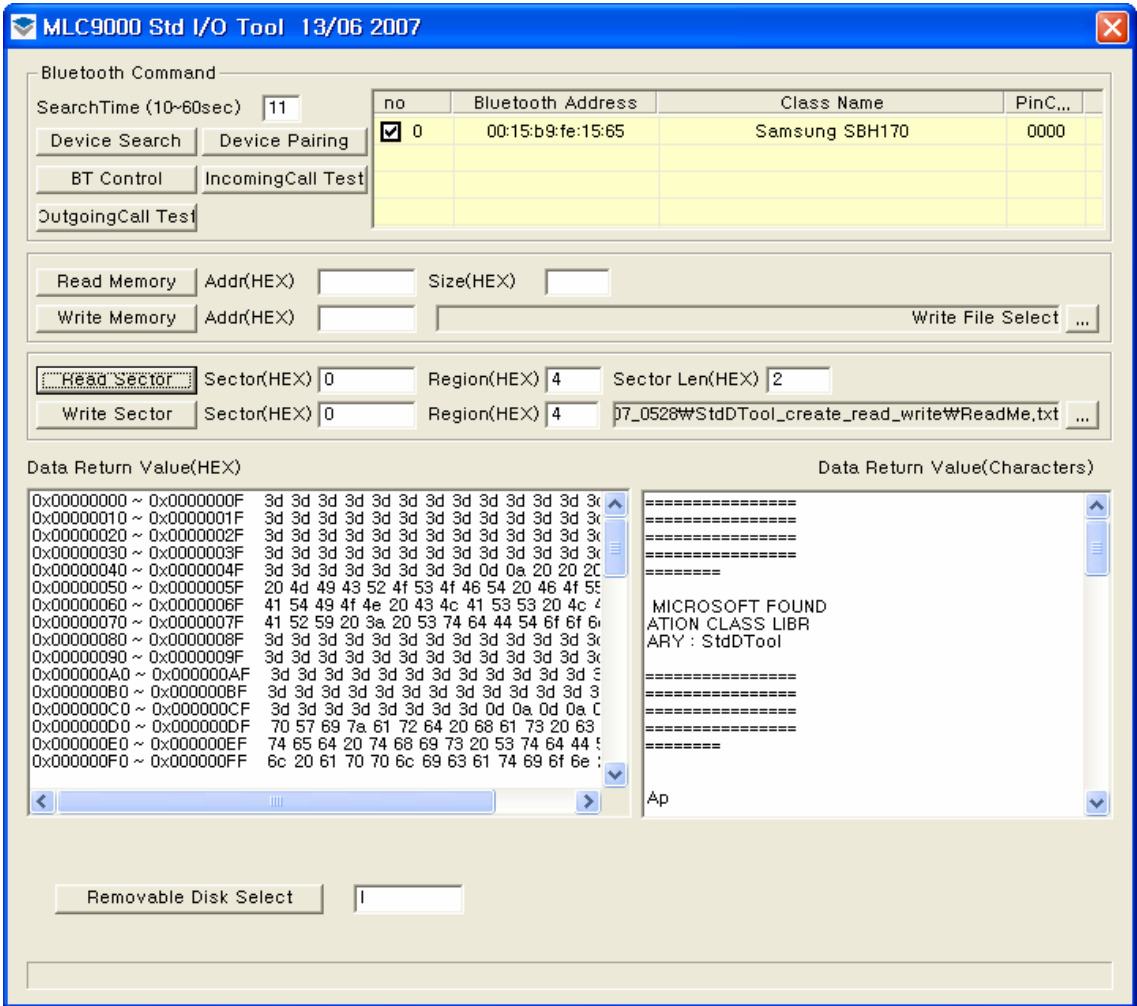 MLC9000 Std I/O Tool 13/06 2007
Bluetooth Command
SearchTime (10~60sec) 11
Device Search Device Pairing
BT Control IncomingCall Test
OutgoingCall Test
no Bluetooth Address Class Name PinC...
0 00:15:b9:fe:15:65 Samsung SBH170 0000
Read Memory Addr(HEX) Size(HEX)
Write Memory Addr(HEX) Write File Select ...
Read Sector Sector(HEX) 0 Region(HEX) 4 Sector Len(HEX) 2
Write Sector Sector(HEX) 0 Region(HEX) 4 07_0528₩StdDTool_create_read_write₩ReadMe.txt ...
Data Return Value(HEX)
0x00000000 ~ 0x0000000F 3d 3d 3d 3d 3d 3d 3d 3d 3d 3d 3d 3d
0x00000010 ~ 0x0000001F 3d 3d 3d 3d 3d 3d 3d 3d 3d 3d 3d 3d
0x00000020 ~ 0x0000002F 3d 3d 3d 3d 3d 3d 3d 3d 3d 3d 3d 3d
0x00000030 ~ 0x0000003F 3d 3d 3d 3d 3d 3d 3d 3d 3d 3d 3d 3d
0x00000040 ~ 0x0000004F 3d 3d 3d 3d 3d 3d 3d 3d 0d 0a 20 20 20
0x00000050 ~ 0x0000005F 20 4d 49 43 52 4f 53 4f 46 54 20 46 4f 55
0x00000060 ~ 0x0000006F 41 54 49 4f 4e 20 43 4c 41 53 53 20 4c
0x00000070 ~ 0x0000007F 41 52 59 20 3a 20 53 74 64 44 54 6f 6f
0x00000080 ~ 0x0000008F 3d 3d 3d 3d 3d 3d 3d 3d 3d 3d 3d 3d
0x00000090 ~ 0x0000009F 3d 3d 3d 3d 3d 3d 3d 3d 3d 3d 3d 3d
0x000000A0 ~ 0x000000AF 3d 3d 3d 3d 3d 3d 3d 3d 3d 3d 3d 3d
0x000000B0 ~ 0x000000BF 3d 3d 3d 3d 3d 3d 3d 3d 3d 3d 3d 3d
0x000000C0 ~ 0x000000CF 3d 3d 3d 3d 3d 3d 3d 3d 0d 0a 0d 0a
0x000000D0 ~ 0x000000DF 70 57 69 7a 61 72 64 20 68 61 73 20 63
0x000000E0 ~ 0x000000EF 74 65 64 20 74 68 69 73 20 53 74 64 44
0x000000F0 ~ 0x000000FF 6c 20 61 70 70 6c 69 63 61 74 69 6f 6e
Data Return Value(Characters)
================
================
================
================
========
MICROSOFT FOUND
ATION CLASS LIBR
ARY : StdDTool
================
================
================
================
========
Ap
Removable Disk Select I